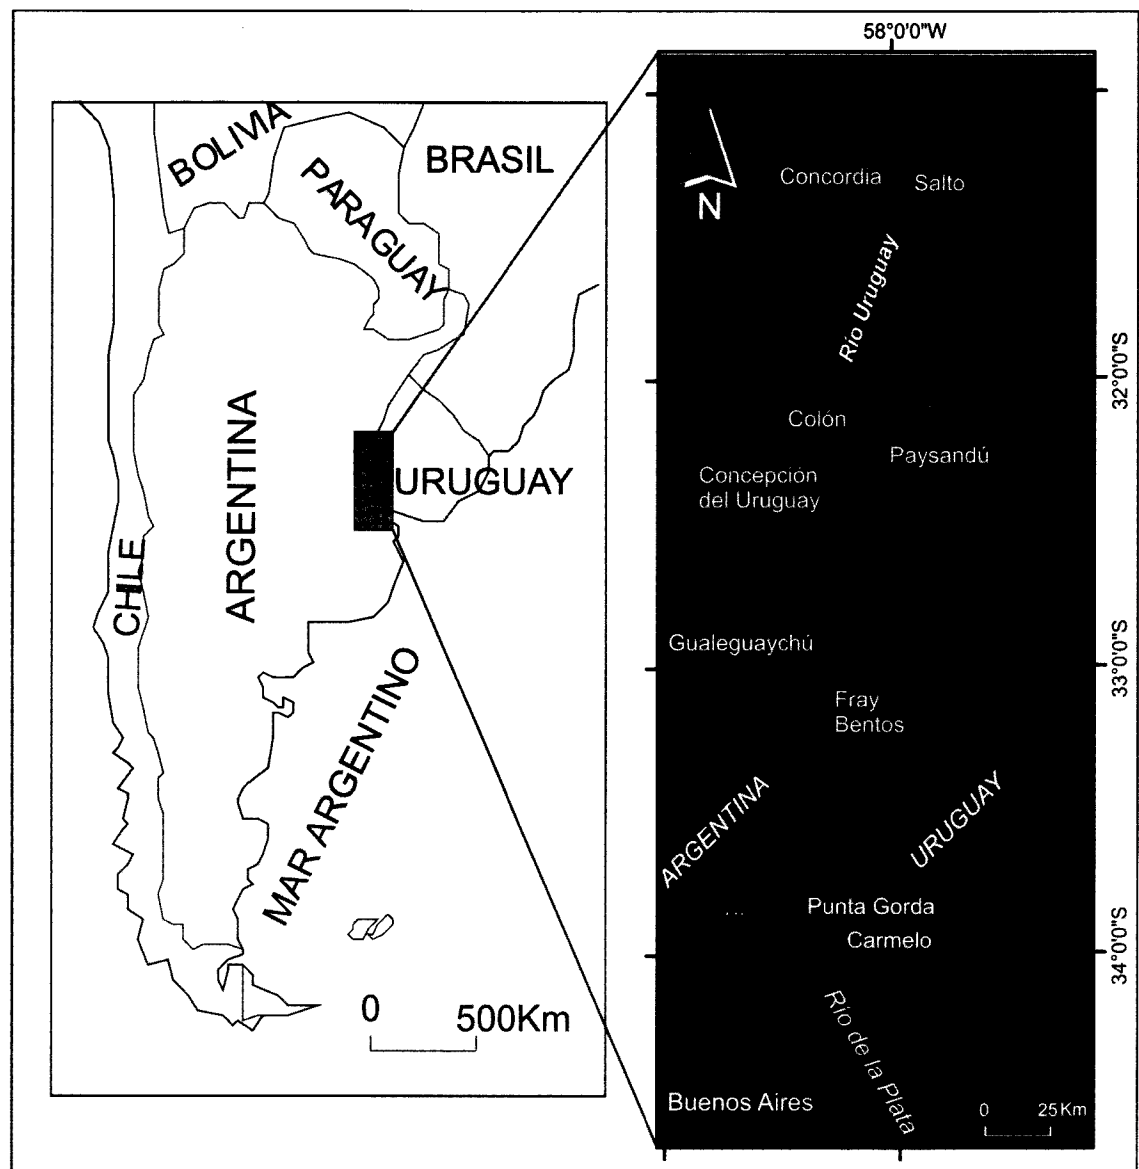 58°0'0"W
BOLIVIA
BRASIL
PARAGUAY
ARGENTINA
URUGUAY
CHILE
MAR ARGENTINO
0 500Km
N
Concordia
Salto
Río Uruguay
32°0'0"S
Colón
Paysandú
Concepción
del Uruguay
Gualeguaychú
33°0'0"S
Fray
Bentos
ARGENTINA
URUGUAY
Punta Gorda
Carmelo
34°0'0"S
Río de la Plata
Buenos Aires
0 25Km